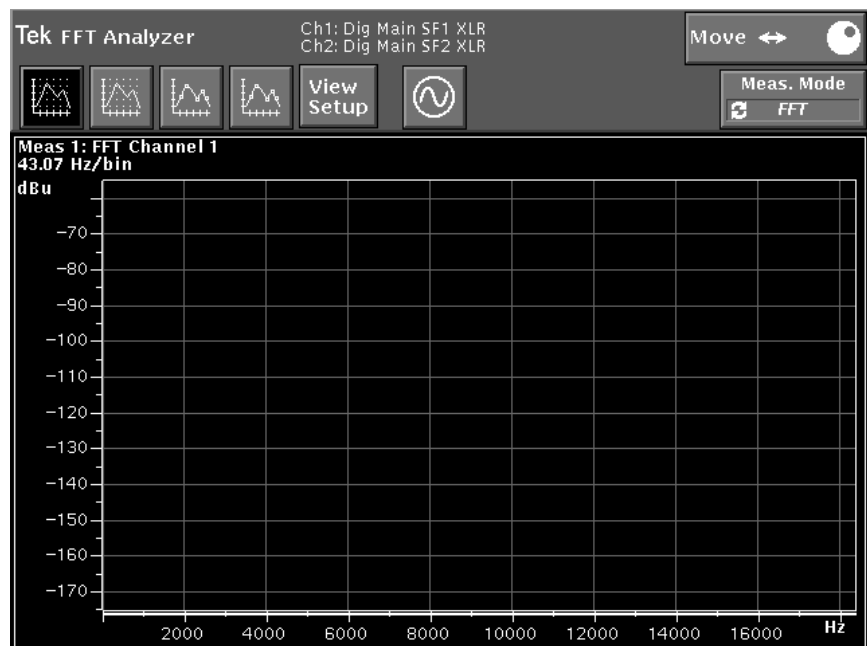 Tek FFT Analyzer
Ch1: Dig Main SF1 XLR
Ch2: Dig Main SF2 XLR
Move
View
Setup
Meas. Mode
FFT
Meas 1: FFT Channel 1
43.07 Hz/bin
dBu
-70
-80
-90
-100
-110
-120
-130
-140
-150
-160
-170
2000 4000 6000 8000 10000 12000 14000 16000 Hz